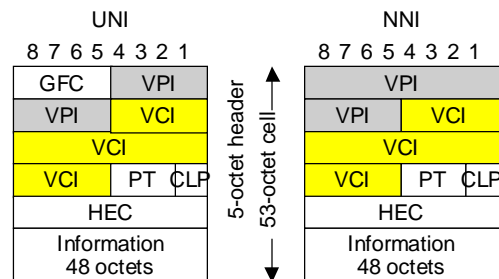 UNI
8 7 6 5 4 3 2 1
GFC VPI
VPI VCI
VCI
VCI PT CLP
HEC
Information
48 octets
5-octet header
53-octet cell
NNI
8 7 6 5 4 3 2 1
VPI
VPI VCI
VCI
VCI PT CLP
HEC
Information
48 octets